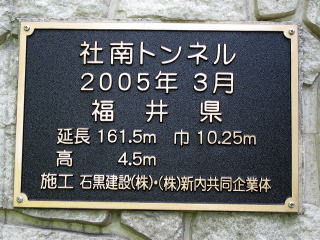 社南トンネル
2005年 3月
福井県
延長 161.5m 巾 10.25m
高 4.5m
施工 石黒建設(株)・(株)新内共同企業体